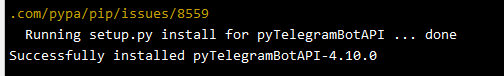 .com/pypa/pip/issues/8559
Running setup.py install for pyTelegramBotAPI ... done
Successfully installed pyTelegramBotAPI-4.10.0